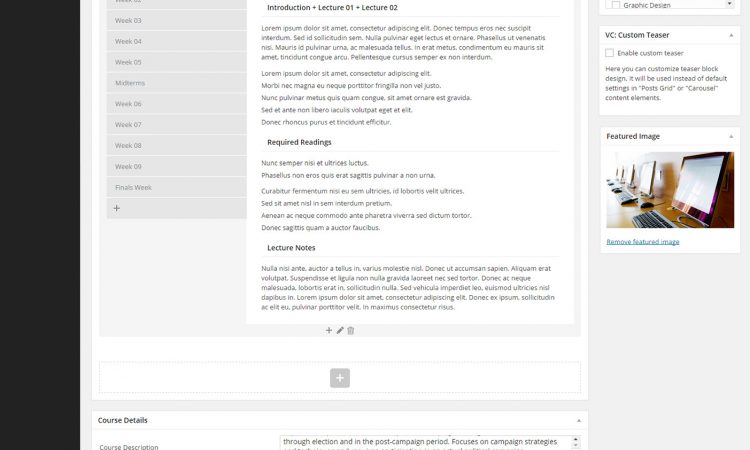 Week 02
Week 03
Week 04
Week 05
Midterms
Week 06
Week 07
Week 08
Week 09
Finals Week
+
Introduction + Lecture 01 + Lecture 02
Lorem ipsum dolor sit amet, consectetur adipiscing elit. Donec tempus eros nec suscipit
interdum. Sed id sollicitudin sem. Nulla pulvinar eget lectus et ornare. Phasellus ut venenatis
nisi. Mauris id pulvinar urna, ac malesuada tellus. In erat metus, condimentum eu mauris sit
amet, tincidunt congue arcu. Pellentesque cursus semper ex non interdum.
Lorem ipsum dolor sit amet, consectetur adipiscing elit.
Morbi nec magna eu neque porttitor fringilla non vel justo.
Nunc pulvinar metus quis quam congue, sit amet ornare est gravida.
Sed et ante non libero iaculis volutpat eget et elit.
Donec rhoncus purus et tincidunt efficitur.
Required Readings
Nunc semper nisi et ultrices luctus.
Phasellus non eros quis erat sagittis pulvinar a non urna.
Curabitur fermentum nisi eu sem ultricies, id lobortis velit ultrices.
Sed sit amet nisl in sem interdum pretium.
Aenean ac neque commodo ante pharetra viverra sed dictum tortor.
Donec sagittis quam a auctor faucibus.
Lecture Notes
Nulla nisi ante, auctor a tellus in, varius molestie nisl. Donec ut accumsan sapien. Aliquam erat
volutpat. Suspendisse et ligula non nulla gravida laoreet nec sed tortor. Donec ac neque
malesuada, lobortis erat in, sollicitudin nulla. Sed vehicula imperdiet leo, euismod ultricies nisl
dapibus in. Lorem ipsum dolor sit amet, consectetur adipiscing elit. Donec ex ipsum, sollicitudin
ac elit eu, pulvinar porttitor velit. In maximus consectetur risus.
Course Details
Course Description
through election and in the post-campaign period. Focuses on campaign strategies
Graphic Design
VC: Custom Teaser
Enable custom teaser
Here you can customize teaser block
design. It will be used instead of default
settings in "Posts Grid" or "Carousel"
content elements.
Featured Image
Remove featured image